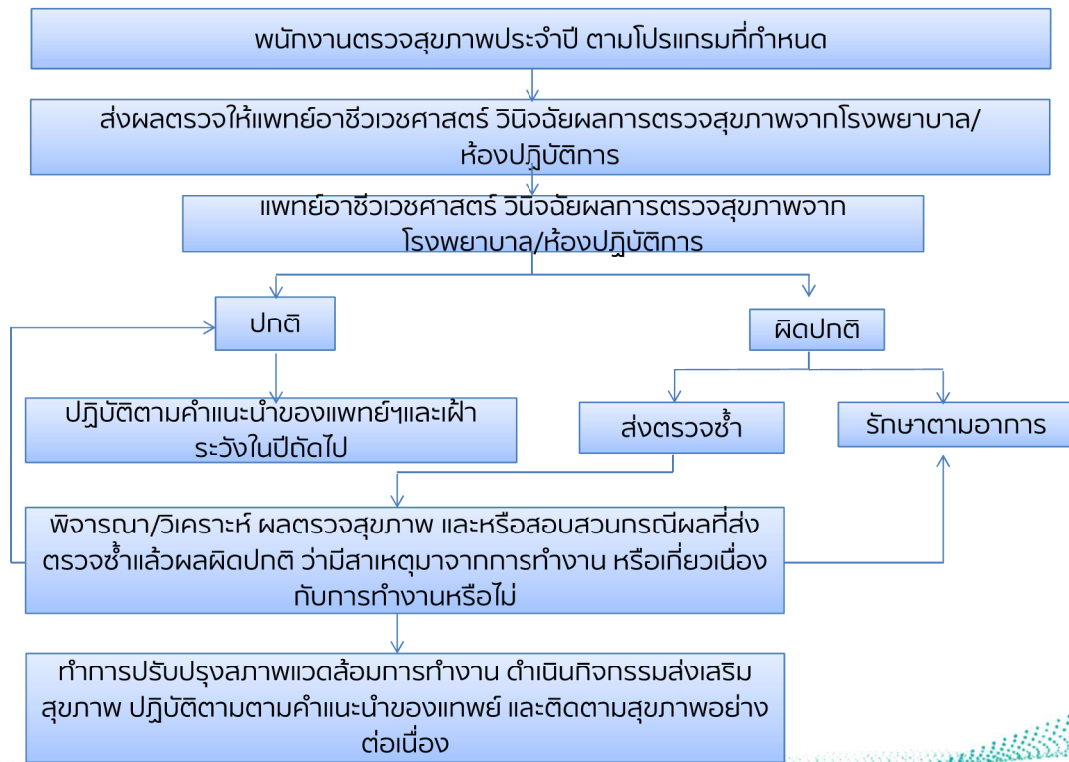 พนักงานตรวจสุขภาพประจำปี ตามโปรแกรมที่กำหนด
ส่งผลตรวจให้แพทย์อาชีวเวชศาสตร์ วินิจฉัยผลการตรวจสุขภาพจากโรงพยาบาล/
ห้องปฏิบัติการ
แพทย์อาชีวเวชศาสตร์ วินิจฉัยผลการตรวจสุขภาพจาก
โรงพยาบาล/ห้องปฏิบัติการ
ปกติ
ผิดปกติ
ปฏิบัติตามคำแนะนำของแพทย์ฯและเฝ้า
ระวังในปีถัดไป
ส่งตรวจซ้ำ
รักษาตามอาการ
พิจารณา/วิเคราะห์ ผลตรวจสุขภาพ และหรือสอบสวนกรณีผลที่ส่ง
ตรวจซ้ำแล้วผลผิดปกติ ว่ามีสาเหตุมาจากการทำงาน หรือเกี่ยวเนื่อง
กับการทำงานหรือไม่
ทำการปรับปรุงสภาพแวดล้อมการทำงาน ดำเนินกิจกรรมส่งเสริม
สุขภาพ ปฏิบัติตามตามคำแนะนำของแทพย์ และติดตามสุขภาพอย่าง
ต่อเนื่อง